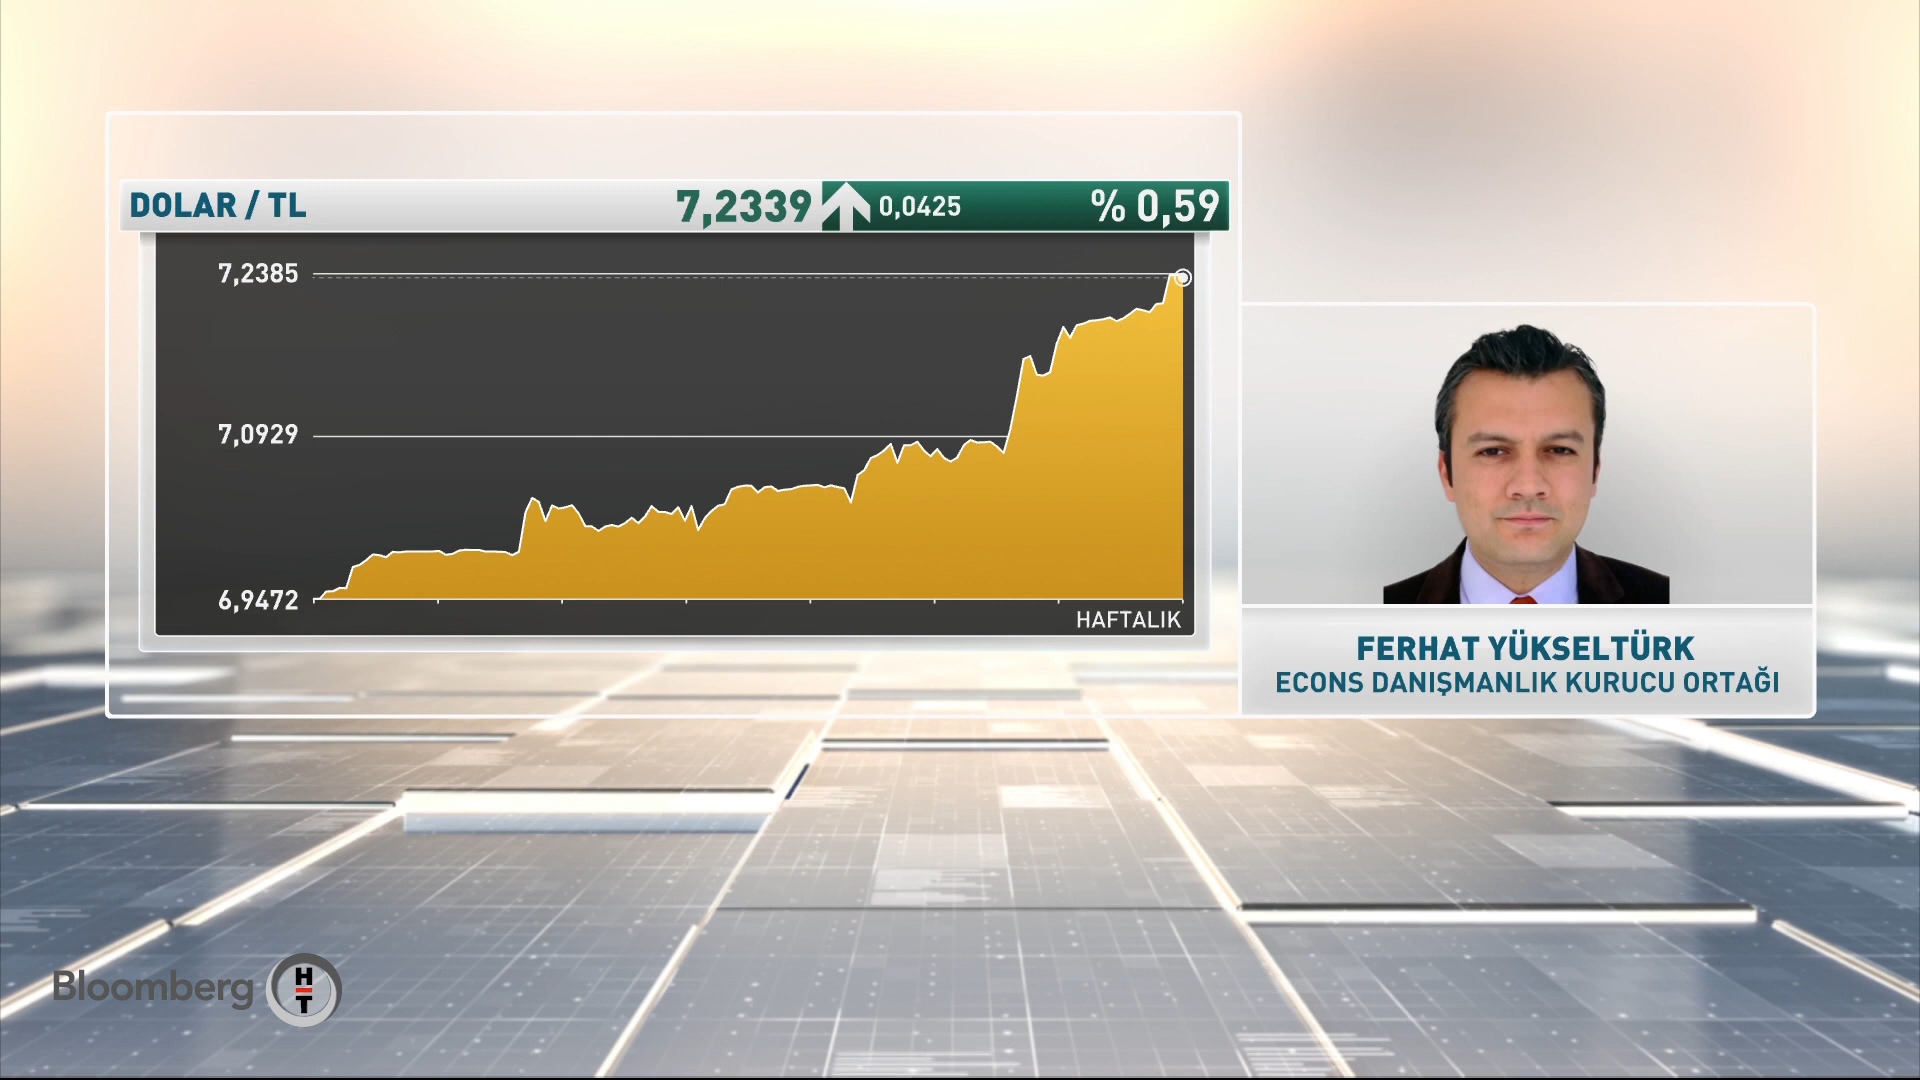 DOLAR / TL 7,2339 0,0425 % 0,59
7,2385
7,0929
6,9472
HAFTALIK
FERHAT YÜKSELTÜRK
ECONS DANIŞMANLIK KURUCU ORTAĞI
Bloomberg HT